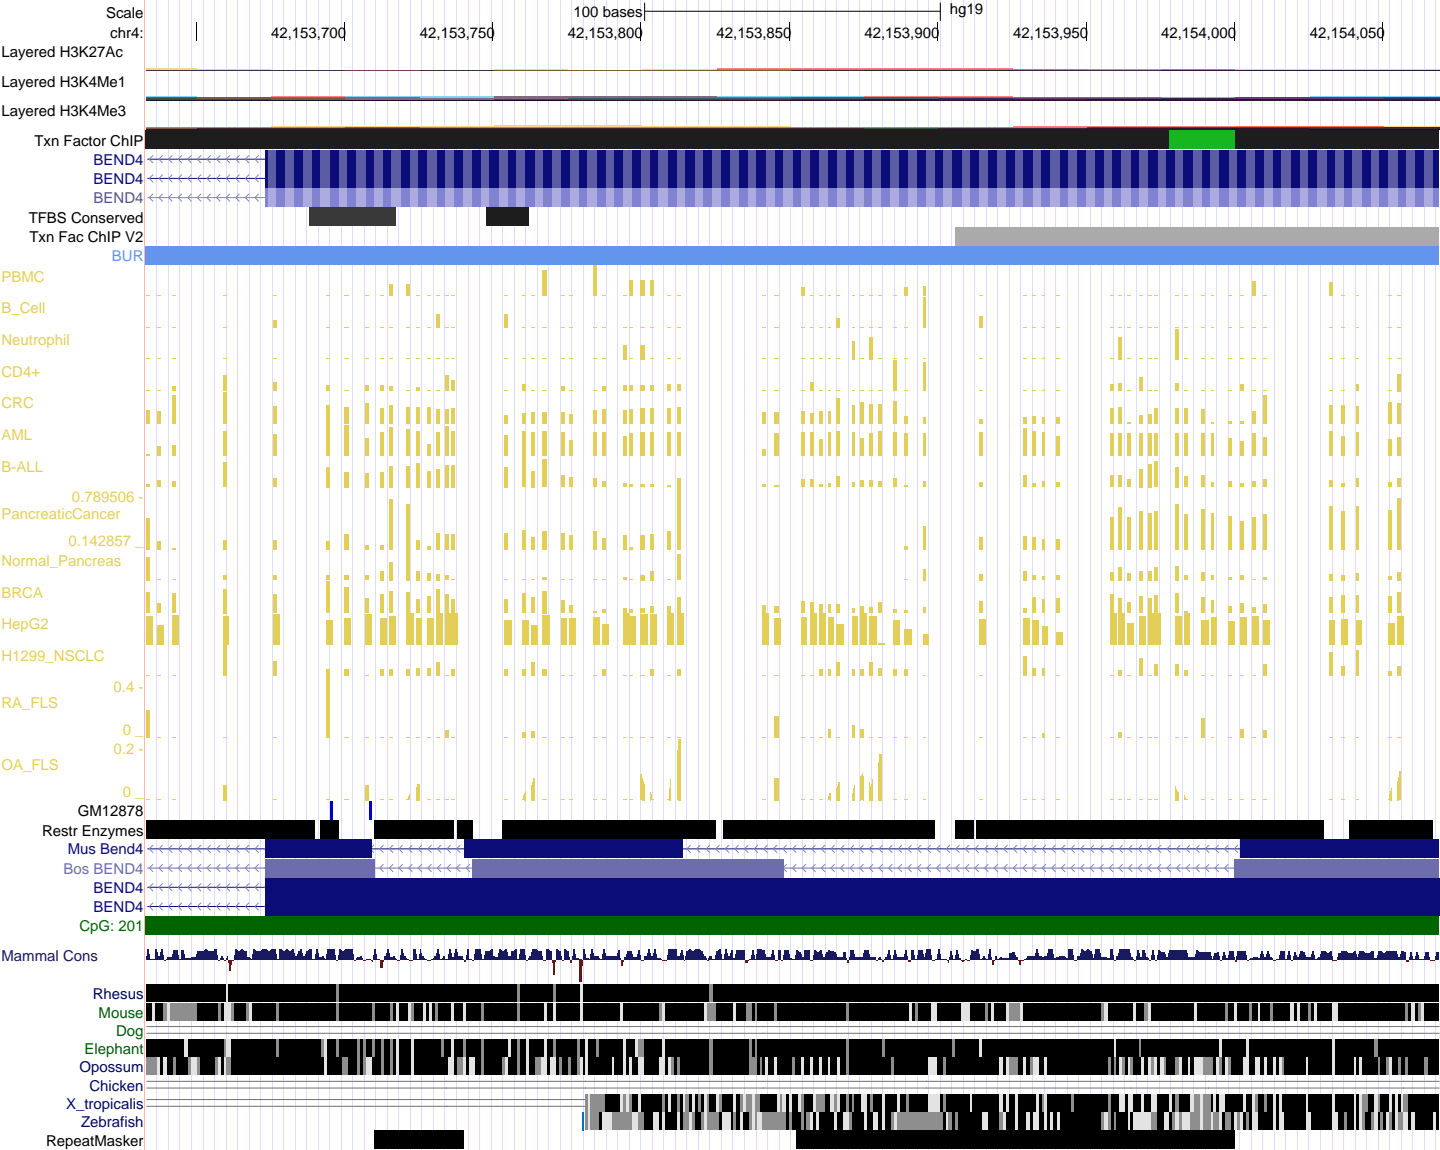 Scale 100 bases hg19
chr4: 42,153,700 42,153,750 42,153,800 42,153,850 42,153,900 42,153,950 42,154,000 42,154,050
Layered H3K27Ac
Layered H3K4Me1
Layered H3K4Me3
Txn Factor ChIP
BEND4
BEND4
BEND4
TFBS Conserved
Txn Fac ChIP V2
BUR
PBMC
B_Cell
Neutrophil
CD4+
CRC
AML
B-ALL
0.789506 -
PancreaticCancer
0.142857 _
Normal_Pancreas
BRCA
HepG2
H1299_NSCLC
0.4 -
RA_FLS
0 _
0.2 -
OA_FLS
0 _
GM12878
Restr Enzymes
Mus Bend4
Bos BEND4
BEND4
BEND4
CpG: 201
Mammal Cons
Rhesus
Mouse
Dog
Elephant
Opossum
Chicken
X_tropicalis
Zebrafish
RepeatMasker